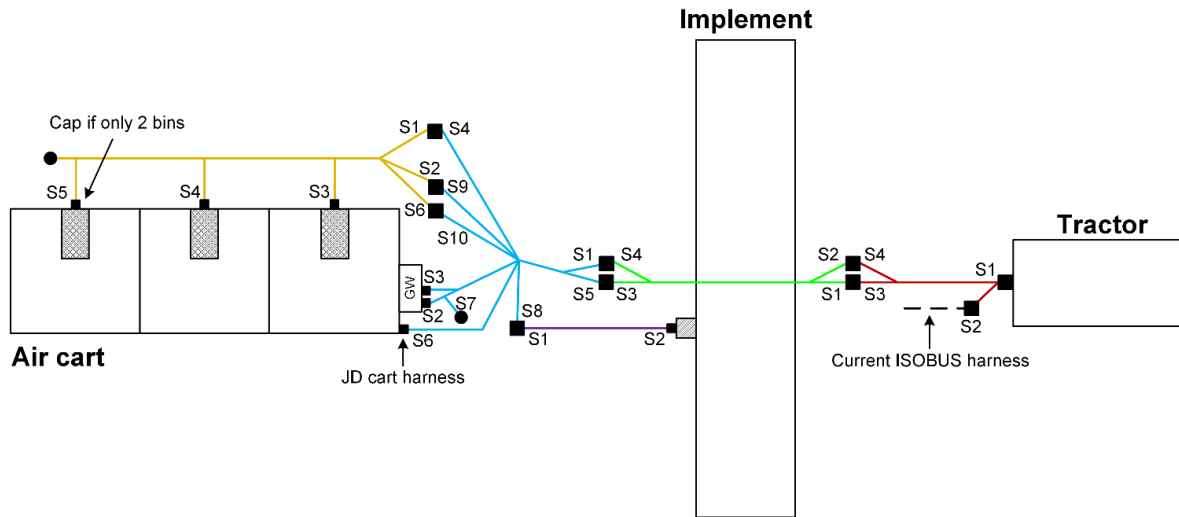 Implement
Cap if only 2 bins
S1
S4
S2
S9
S6
S10
S5
S4
S3
Tractor
S1
S4
S2
S4
S1
GW
S3
S2
S7
S5
S3
S1
S3
S2
S8
S1
S2
S6
Air cart
JD cart harness
Current ISOBUS harness